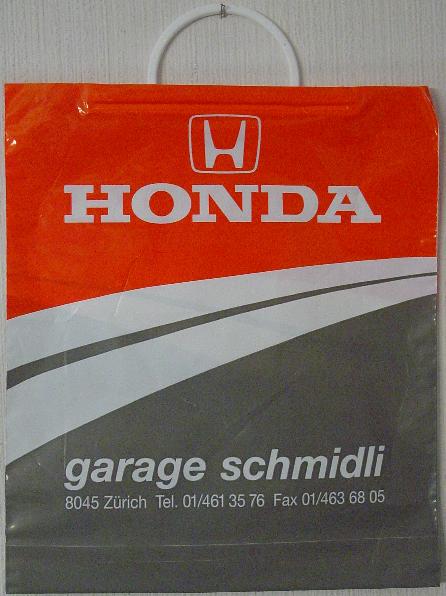 HONDA
garage schmidli
8045 Zürich Tel. 01/461 35 76 Fax 01/463 68 05